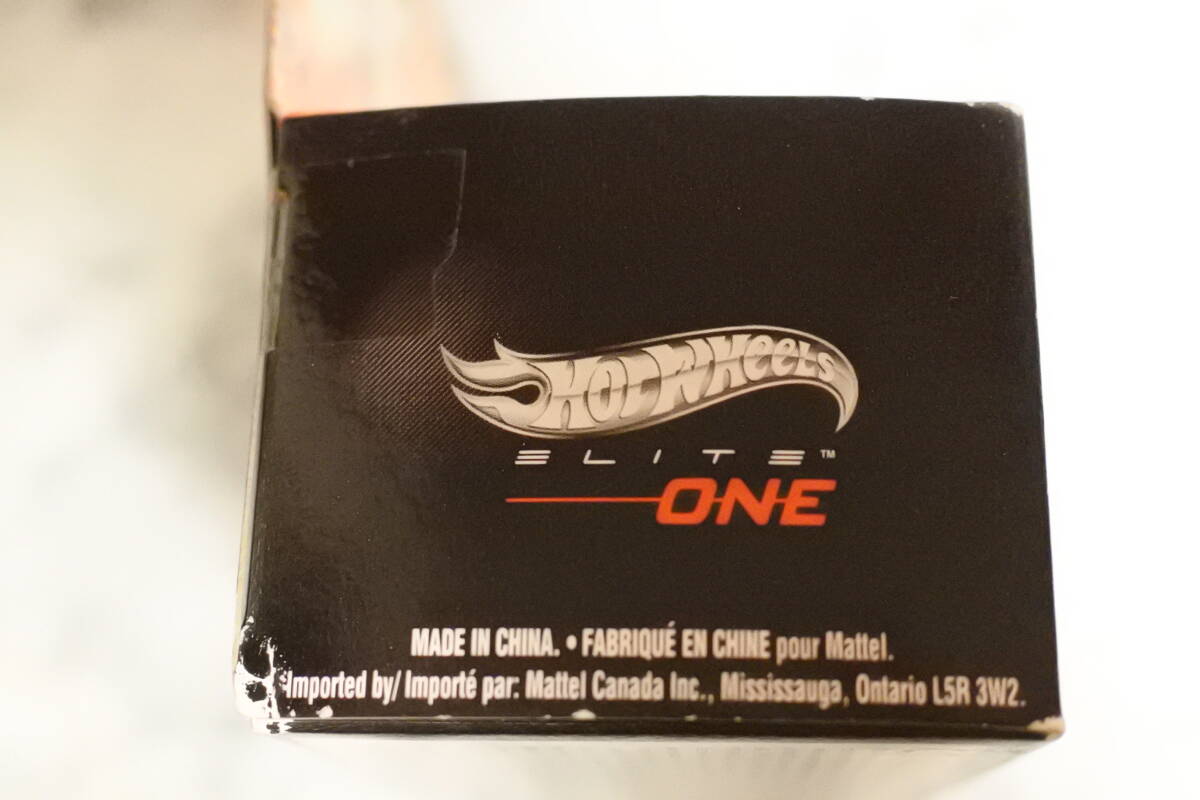 Hot Wheels
ELITE™
ONE
MADE IN CHINA. • FABRIQUÉ EN CHINE pour Mattel.
Imported by/ Importé par: Mattel Canada Inc., Mississauga, Ontario L5R 3W2.